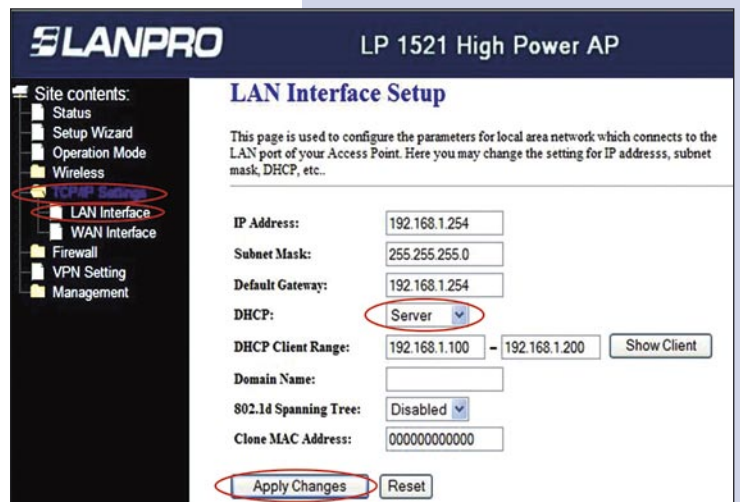 LANPRO
LP 1521 High Power AP
Site contents:
Status
Setup Wizard
Operation Mode
Wireless
TCP/IP Settings
LAN Interface
WAN Interface
Firewall
VPN Setting
Management
LAN Interface Setup
This page is used to configure the parameters for local area network which connects to the
LAN port of your Access Point. Here you may change the setting for IP addresss, subnet
mask, DHCP, etc..
IP Address: 192.168.1.254
Subnet Mask: 255.255.255.0
Default Gateway: 192.168.1.254
DHCP: Server
DHCP Client Range: 192.168.1.100 - 192.168.1.200 Show Client
Domain Name:
802.1d Spanning Tree: Disabled
Clone MAC Address: 000000000000
Apply Changes Reset